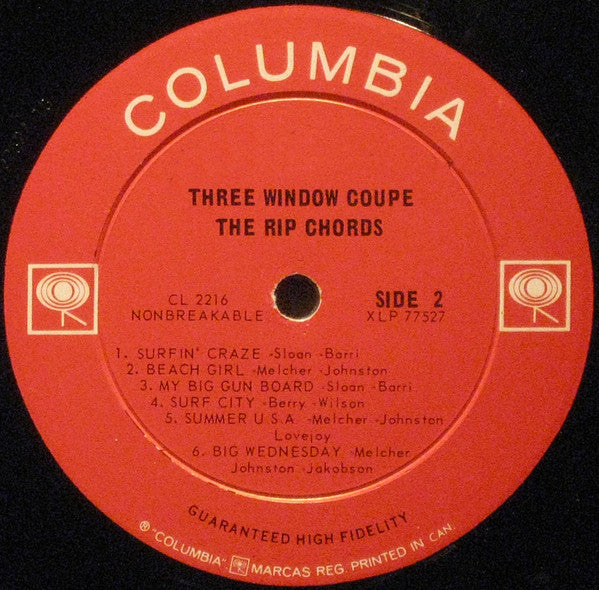 COLUMBIA
THREE WINDOW COUPE
THE RIP CHORDS
CL 2216
NONBREAKABLE
SIDE 2
XLP 77527
1. SURFIN' CRAZE -Sloan -Barri
2. BEACH GIRL -Melcher -Johnston
3. MY BIG GUN BOARD -Sloan -Barri
4. SURF CITY -Berry -Wilson
5. SUMMER U.S.A. -Melcher -Johnston
Lovejoy
6. BIG WEDNESDAY -Melcher
Johnston -Jakobson
GUARANTEED HIGH FIDELITY
® "COLUMBIA". MARCAS REG. PRINTED IN CAN.